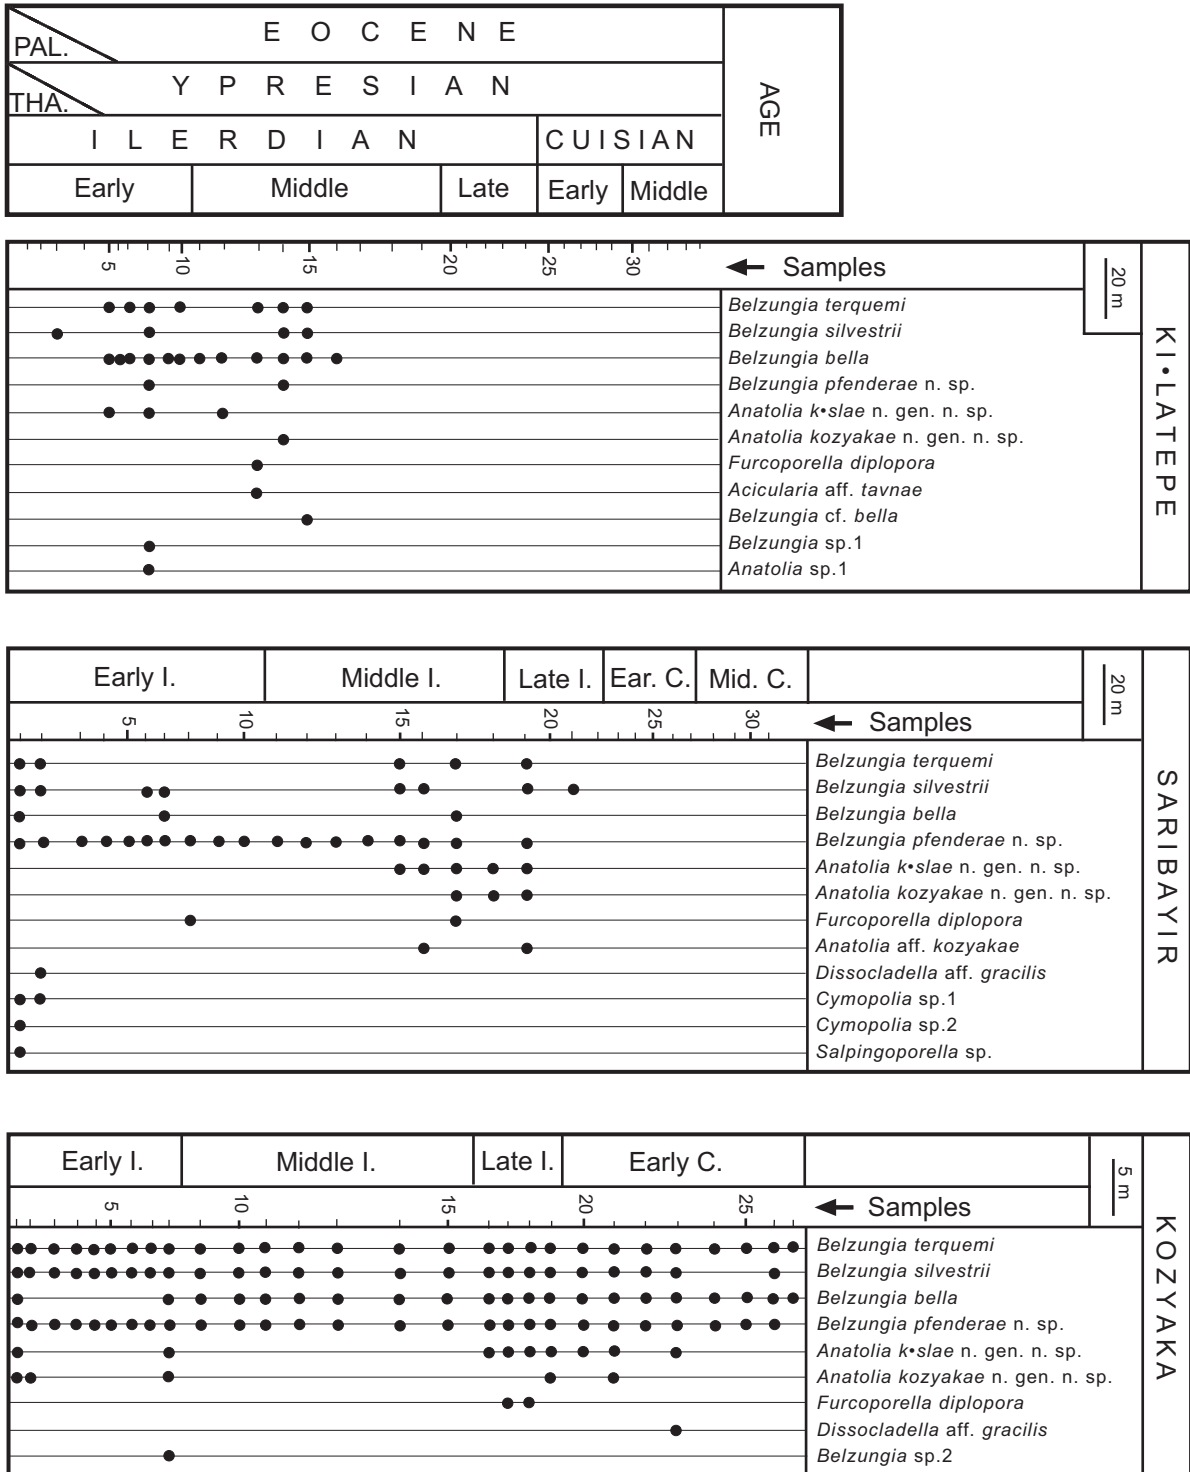 PAL. E O C E N E
THA. Y P R E S I A N
I L E R D I A N C U I S I A N
Early Middle Late Early Middle
AGE
5 10 15 20 25 30
← Samples
20 m
Belzungia terquemi
Belzungia silvestrii
Belzungia bella
Belzungia pfenderae n. sp.
Anatolia k•slae n. gen. n. sp.
Anatolia kozyakae n. gen. n. sp.
Furcoporella diplopora
Acicularia aff. tavnae
Belzungia cf. bella
Belzungia sp.1
Anatolia sp.1
KI•LATEPE
Early I. Middle I. Late I. Ear. C. Mid. C.
5 10 15 20 25 30
← Samples
20 m
Belzungia terquemi
Belzungia silvestrii
Belzungia bella
Belzungia pfenderae n. sp.
Anatolia k•slae n. gen. n. sp.
Anatolia kozyakae n. gen. n. sp.
Furcoporella diplopora
Anatolia aff. kozyakae
Dissocladella aff. gracilis
Cymopolia sp.1
Cymopolia sp.2
Salpingoporella sp.
SARIBAYIR
Early I. Middle I. Late I. Early C.
5 10 15 20 25
← Samples
5 m
Belzungia terquemi
Belzungia silvestrii
Belzungia bella
Belzungia pfenderae n. sp.
Anatolia k•slae n. gen. n. sp.
Anatolia kozyakae n. gen. n. sp.
Furcoporella diplopora
Dissocladella aff. gracilis
Belzungia sp.2
KOZYAKA